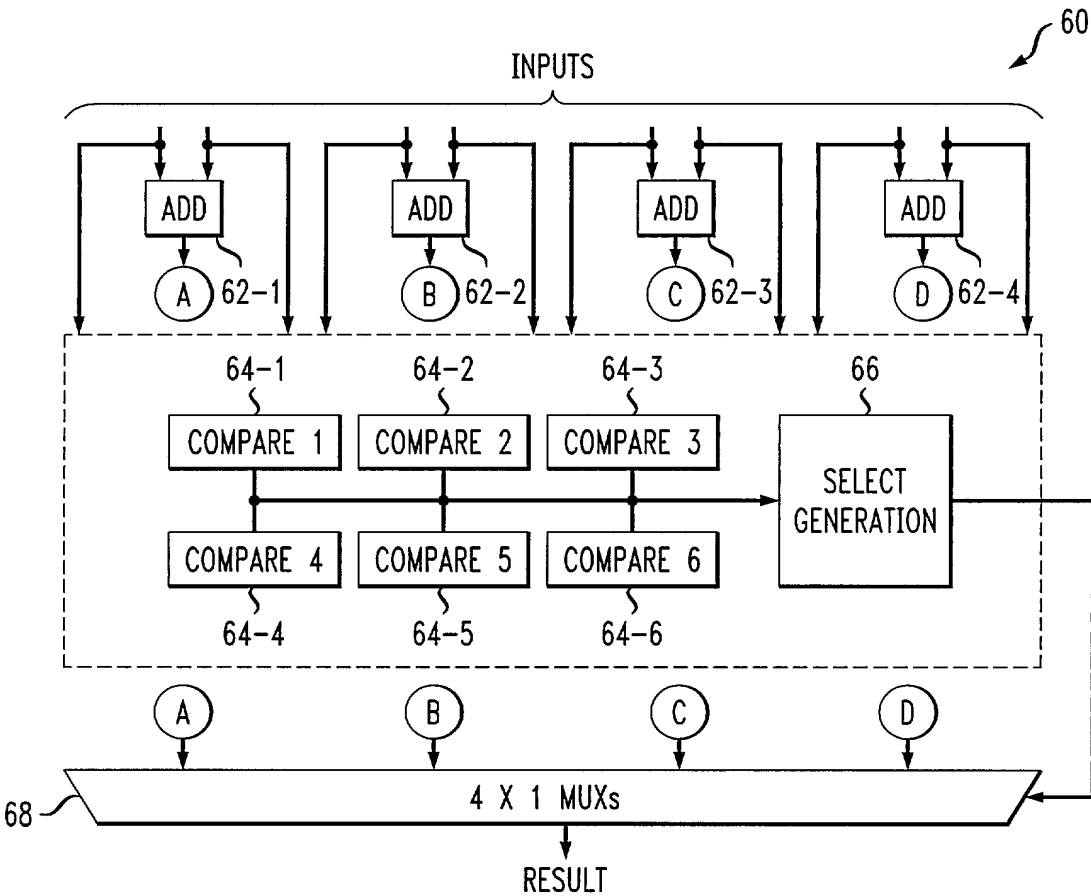 60
INPUTS
ADD ADD ADD ADD
A 62-1 B 62-2 C 62-3 D 62-4
64-1 64-2 64-3 66
COMPARE 1 COMPARE 2 COMPARE 3
SELECT
GENERATION
COMPARE 4 COMPARE 5 COMPARE 6
64-4 64-5 64-6
A B C D
68 4 X 1 MUXs
RESULT